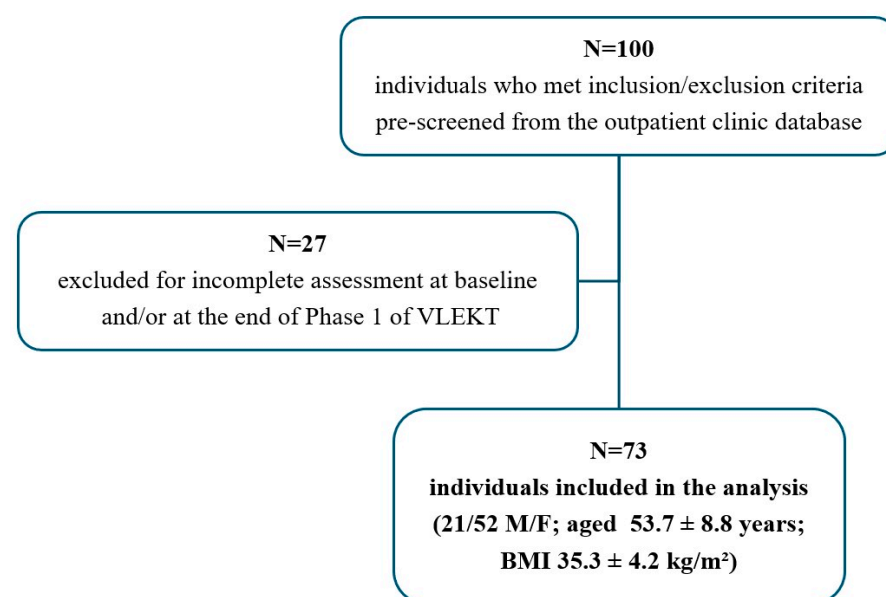 N=100
individuals who met inclusion/exclusion criteria
pre-screened from the outpatient clinic database
N=27
excluded for incomplete assessment at baseline
and/or at the end of Phase 1 of VLEKT
N=73
individuals included in the analysis
(21/52 M/F; aged  53.7 ± 8.8 years;
BMI 35.3 ± 4.2 kg/m²)